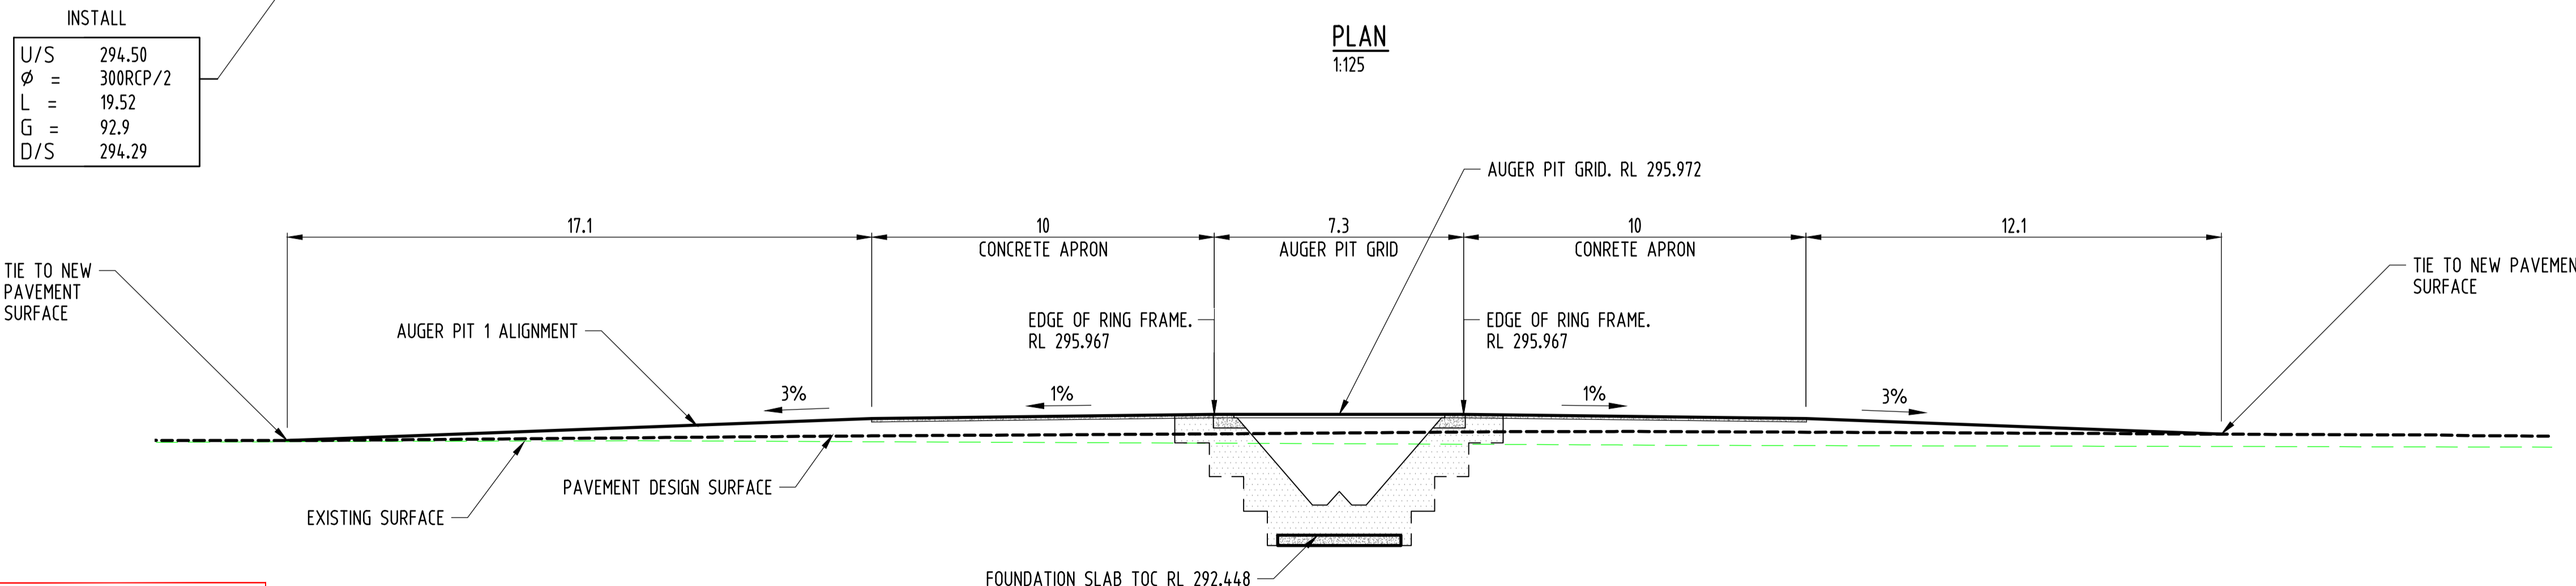 INSTALL
U/S 294.50
Ø = 300RCP/2
L = 19.52
G = 92.9
D/S 294.29
PLAN
1:125
AUGER PIT GRID. RL 295.972
17.1
10
7.3
10
12.1
CONCRETE APRON
AUGER PIT GRID
CONRETE APRON
TIE TO NEW
PAVEMENT
SURFACE
TIE TO NEW PAVEMEN
SURFACE
EDGE OF RING FRAME.
RL 295.967
EDGE OF RING FRAME.
RL 295.967
AUGER PIT 1 ALIGNMENT
3%
1%
1%
3%
PAVEMENT DESIGN SURFACE
EXISTING SURFACE
FOUNDATION SLAB TOC RL 292.448